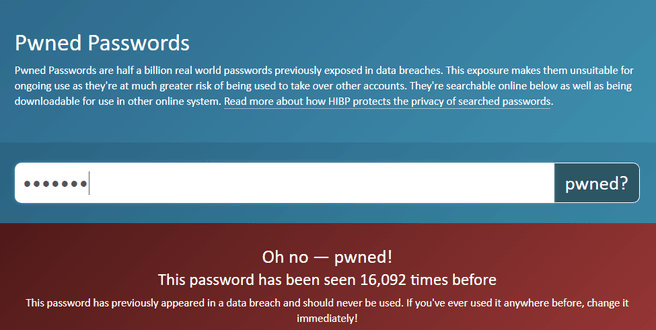 Pwned Passwords
Pwned Passwords are half a billion real world passwords previously exposed in data breaches. This exposure makes them unsuitable for
ongoing use as they're at much greater risk of being used to take over other accounts. They're searchable online below as well as being
downloadable for use in other online system. Read more about how HIBP protects the privacy of searched passwords.
•••••••
pwned?
Oh no — pwned!
This password has been seen 16,092 times before
This password has previously appeared in a data breach and should never be used. If you've ever used it anywhere before, change it
immediately!